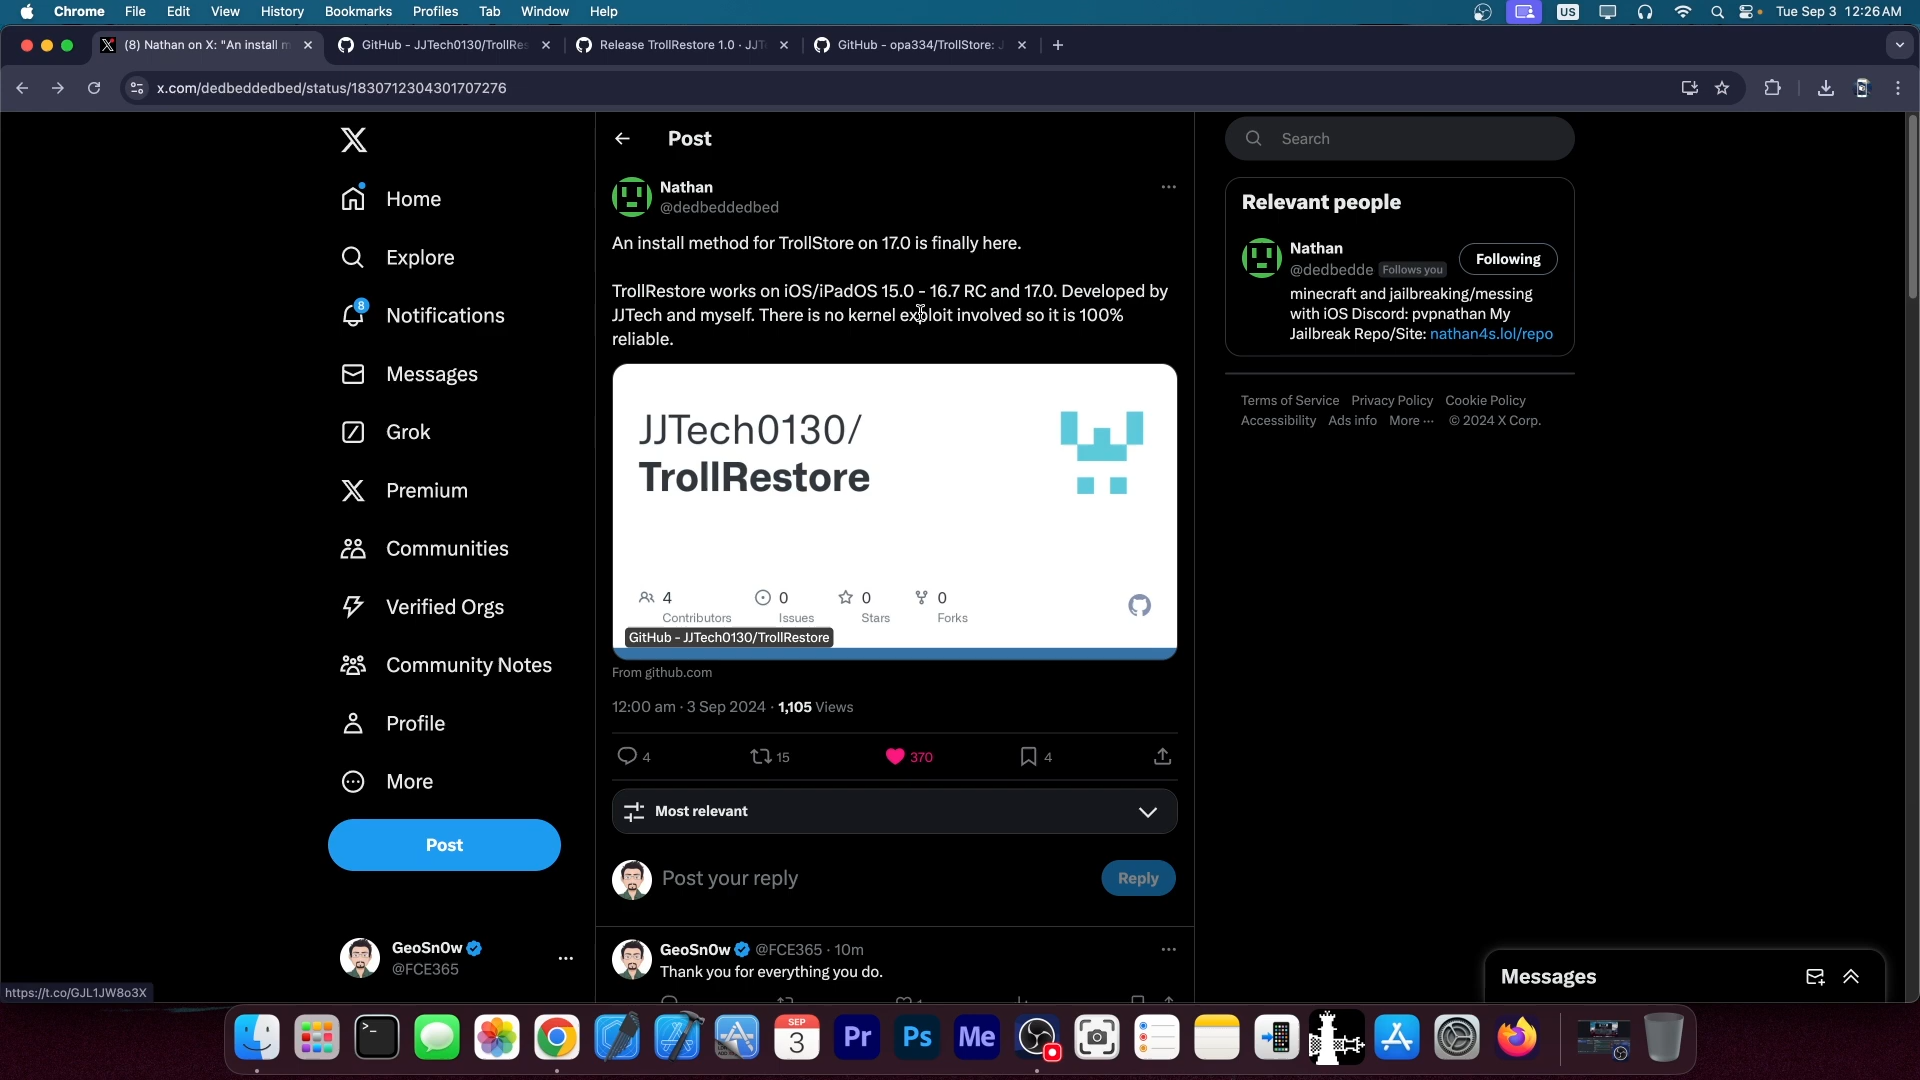 Chrome File Edit View History Bookmarks Profiles Tab Window Help
US Tue Sep 3 12:26 AM
(8) Nathan on X: "An install m
GitHub - JJTech0130/TrollRes
Release TrollRestore 1.0 · JJT
GitHub - opa334/TrollStore: J
x.com/dedbeddedbed/status/1830712304301707276
Home
Explore
8
Notifications
Messages
Grok
Premium
Communities
Verified Orgs
Community Notes
Profile
More
Post
GeoSn0w
@FCE365
Post
Nathan
@dedbeddedbed
An install method for TrollStore on 17.0 is finally here.
TrollRestore works on iOS/iPadOS 15.0 - 16.7 RC and 17.0. Developed by
JJTech and myself. There is no kernel exploit involved so it is 100%
reliable.
JJTech0130/
TrollRestore
4 0 0 0
Contributors Issues Stars Forks
GitHub - JJTech0130/TrollRestore
From github.com
12:00 am · 3 Sep 2024 · 1,105 Views
4 15 370 4
Most relevant
Post your reply
Reply
GeoSn0w @FCE365 · 10m
Thank you for everything you do.
Search
Relevant people
Nathan
@dedbedde Follows you
Following
minecraft and jailbreaking/messing
with iOS Discord: pvpnathan My
Jailbreak Repo/Site: nathan4s.lol/repo
Terms of Service Privacy Policy Cookie Policy
Accessibility Ads info More ··· © 2024 X Corp.
Messages
https://t.co/GJL1JW8o3X
SEP
3
Pr
Ps
Me